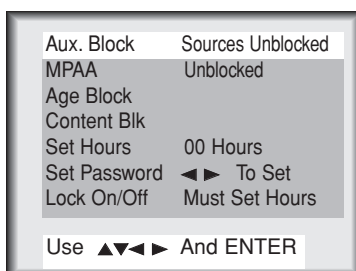 Aux. Block Sources Unblocked
MPAA Unblocked
Age Block
Content Blk
Set Hours 00 Hours
Set Password ◄ ► To Set
Lock On/Off Must Set Hours
Use ▲▼◄ ► And ENTER